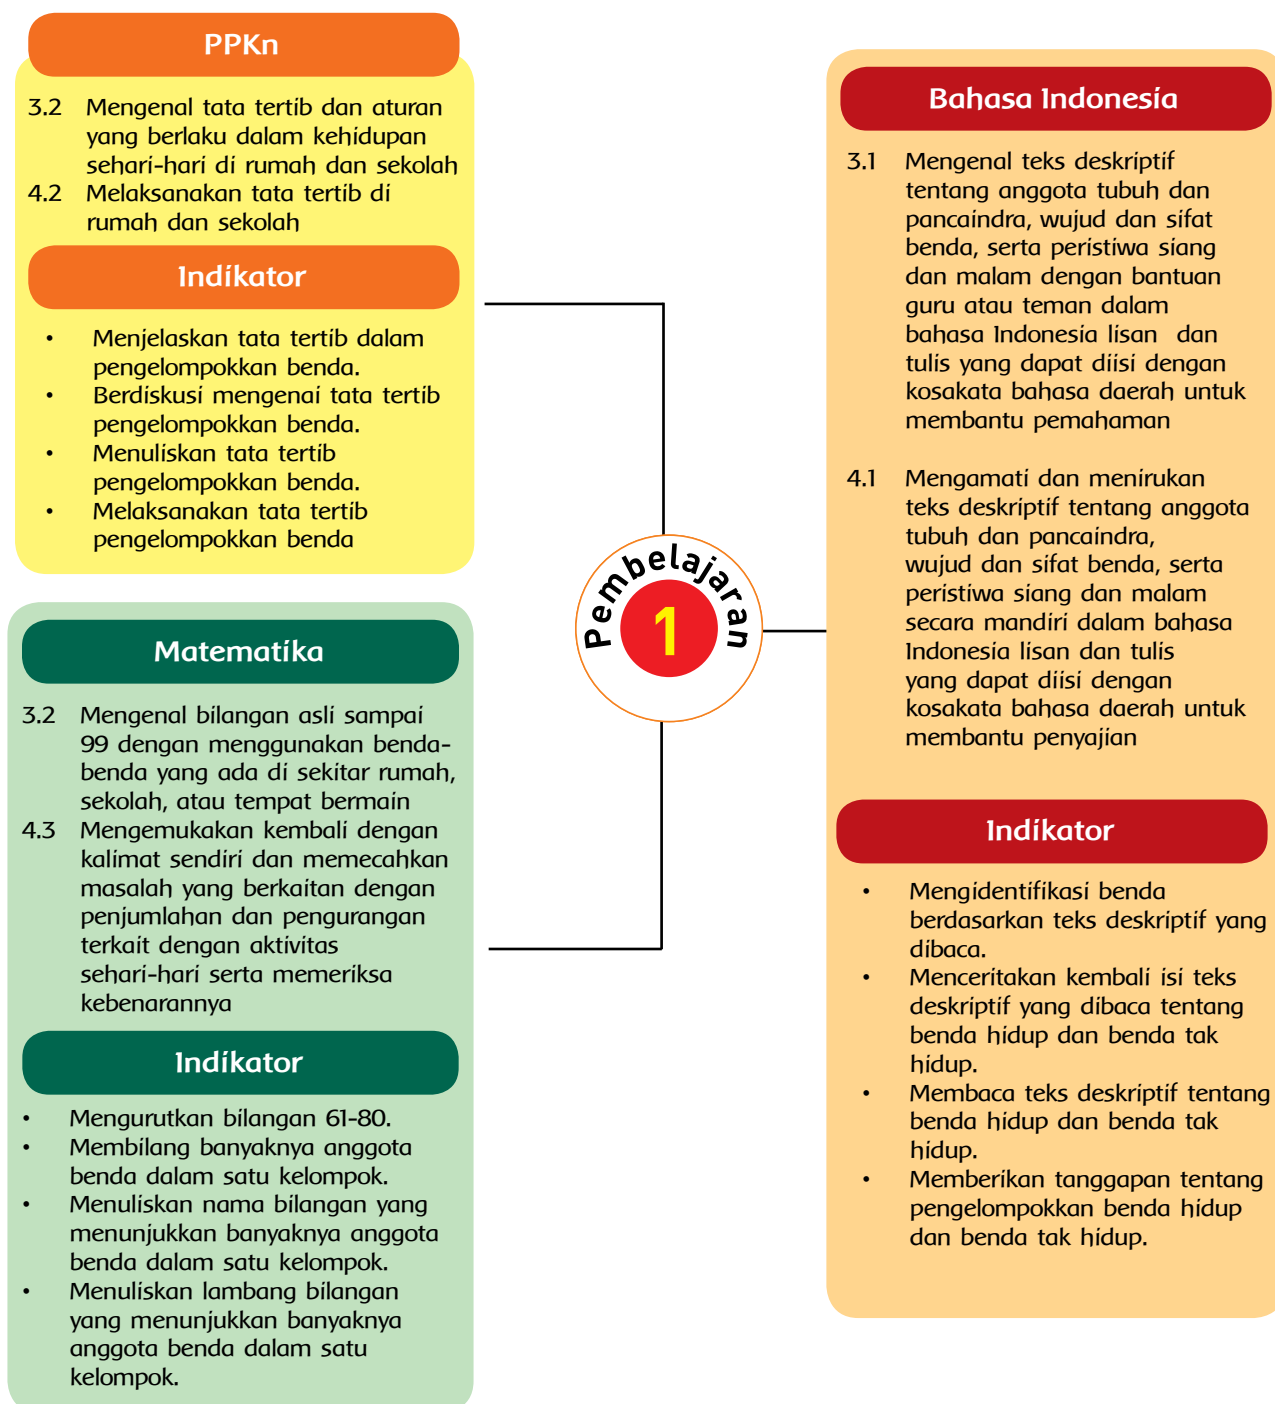 PPKn
3.2 Mengenal tata tertib dan aturan
yang berlaku dalam kehidupan
sehari-hari di rumah dan sekolah
4.2 Melaksanakan tata tertib di
rumah dan sekolah
Indikator
• Menjelaskan tata tertib dalam
pengelompokkan benda.
• Berdiskusi mengenai tata tertib
pengelompokkan benda.
• Menuliskan tata tertib
pengelompokkan benda.
• Melaksanakan tata tertib
pengelompokkan benda
Matematika
3.2 Mengenal bilangan asli sampai
99 dengan menggunakan benda-
benda yang ada di sekitar rumah,
sekolah, atau tempat bermain
4.3 Mengemukakan kembali dengan
kalimat sendiri dan memecahkan
masalah yang berkaitan dengan
penjumlahan dan pengurangan
terkait dengan aktivitas
sehari-hari serta memeriksa
kebenarannya
Indikator
• Mengurutkan bilangan 61-80.
• Membilang banyaknya anggota
benda dalam satu kelompok.
• Menuliskan nama bilangan yang
menunjukkan banyaknya anggota
benda dalam satu kelompok.
• Menuliskan lambang bilangan
yang menunjukkan banyaknya
anggota benda dalam satu
kelompok.
Pembelajaran
1
Bahasa Indonesia
3.1 Mengenal teks deskriptif
tentang anggota tubuh dan
pancaindra, wujud dan sifat
benda, serta peristiwa siang
dan malam dengan bantuan
guru atau teman dalam
bahasa Indonesia lisan dan
tulis yang dapat diisi dengan
kosakata bahasa daerah untuk
membantu pemahaman
4.1 Mengamati dan menirukan
teks deskriptif tentang anggota
tubuh dan pancaindra,
wujud dan sifat benda, serta
peristiwa siang dan malam
secara mandiri dalam bahasa
Indonesia lisan dan tulis
yang dapat diisi dengan
kosakata bahasa daerah untuk
membantu penyajian
Indikator
• Mengidentifikasi benda
berdasarkan teks deskriptif yang
dibaca.
• Menceritakan kembali isi teks
deskriptif yang dibaca tentang
benda hidup dan benda tak
hidup.
• Membaca teks deskriptif tentang
benda hidup dan benda tak
hidup.
• Memberikan tanggapan tentang
pengelompokkan benda hidup
dan benda tak hidup.